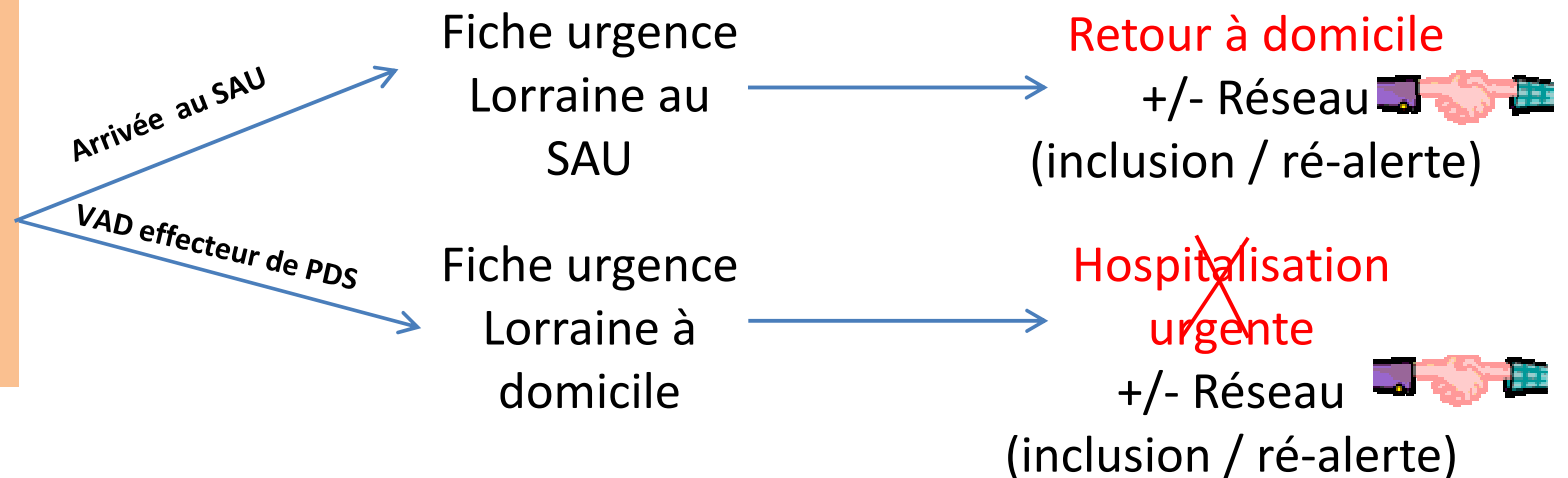 Arrivée au SAU
Fiche urgence
Lorraine au
SAU
Retour à domicile
+/- Réseau
(inclusion / ré-alerte)
VAD effecteur de PDS
Fiche urgence
Lorraine à
domicile
Hospitalisation
urgente
+/- Réseau
(inclusion / ré-alerte)